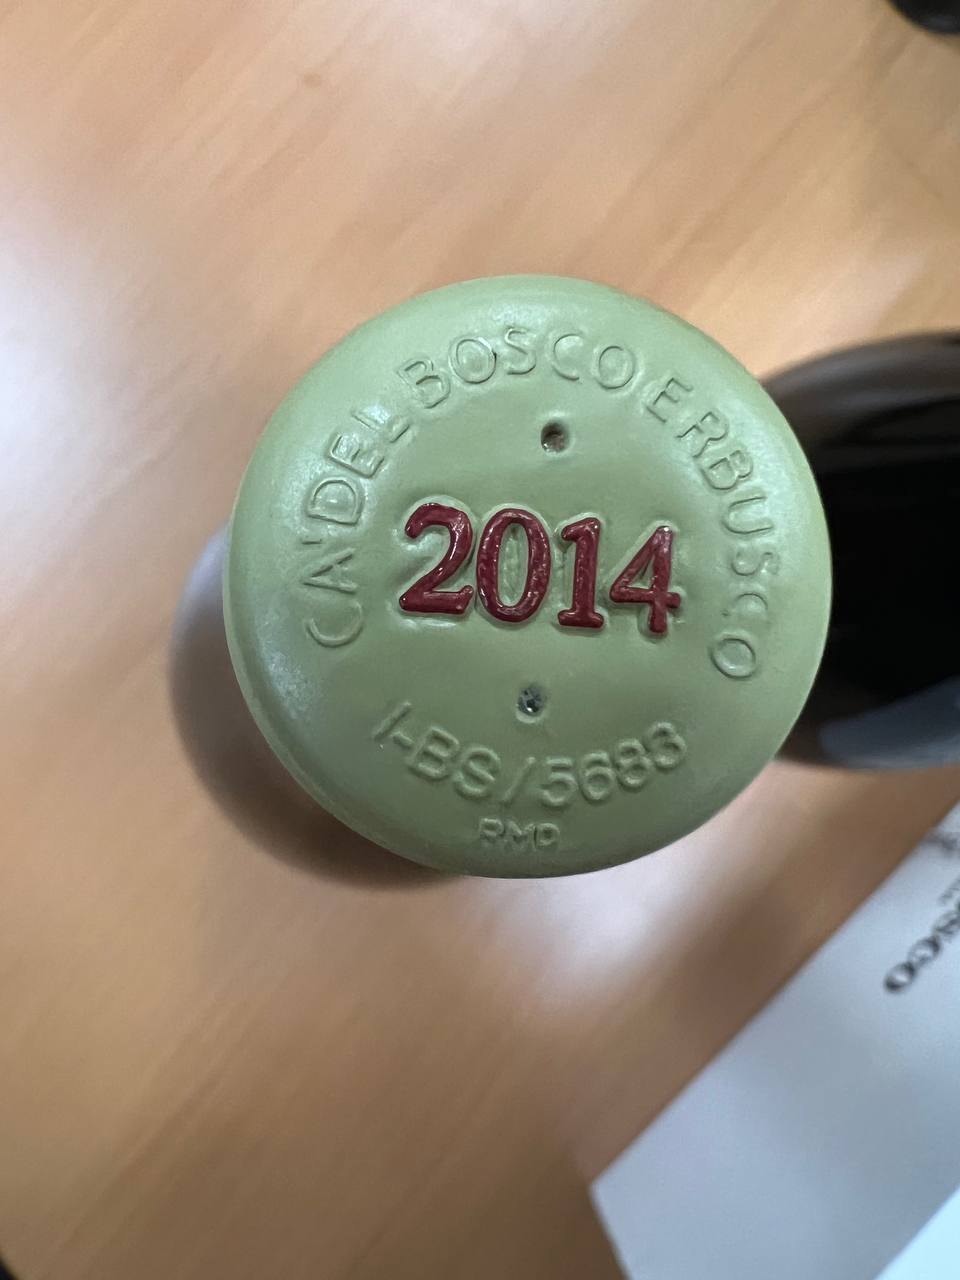 CA'DEL BOSCO ERBUSCO
2014
I-BS/5683
RMP